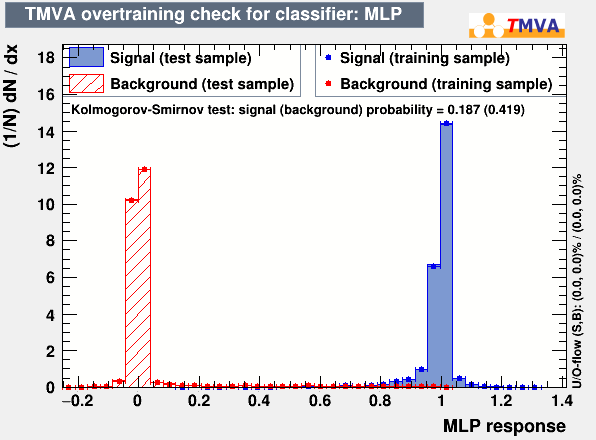 TMVA overtraining check for classifier: MLP
TMVA
(1/N) dN / dx
Signal (test sample)
Background (test sample)
Signal (training sample)
Background (training sample)
Kolmogorov-Smirnov test: signal (background) probability = 0.187 (0.419)
18
16
14
12
10
8
6
4
2
0
−0.2 0 0.2 0.4 0.6 0.8 1 1.2 1.4
MLP response
U/O-flow (S,B): (0.0, 0.0)% / (0.0, 0.0)%